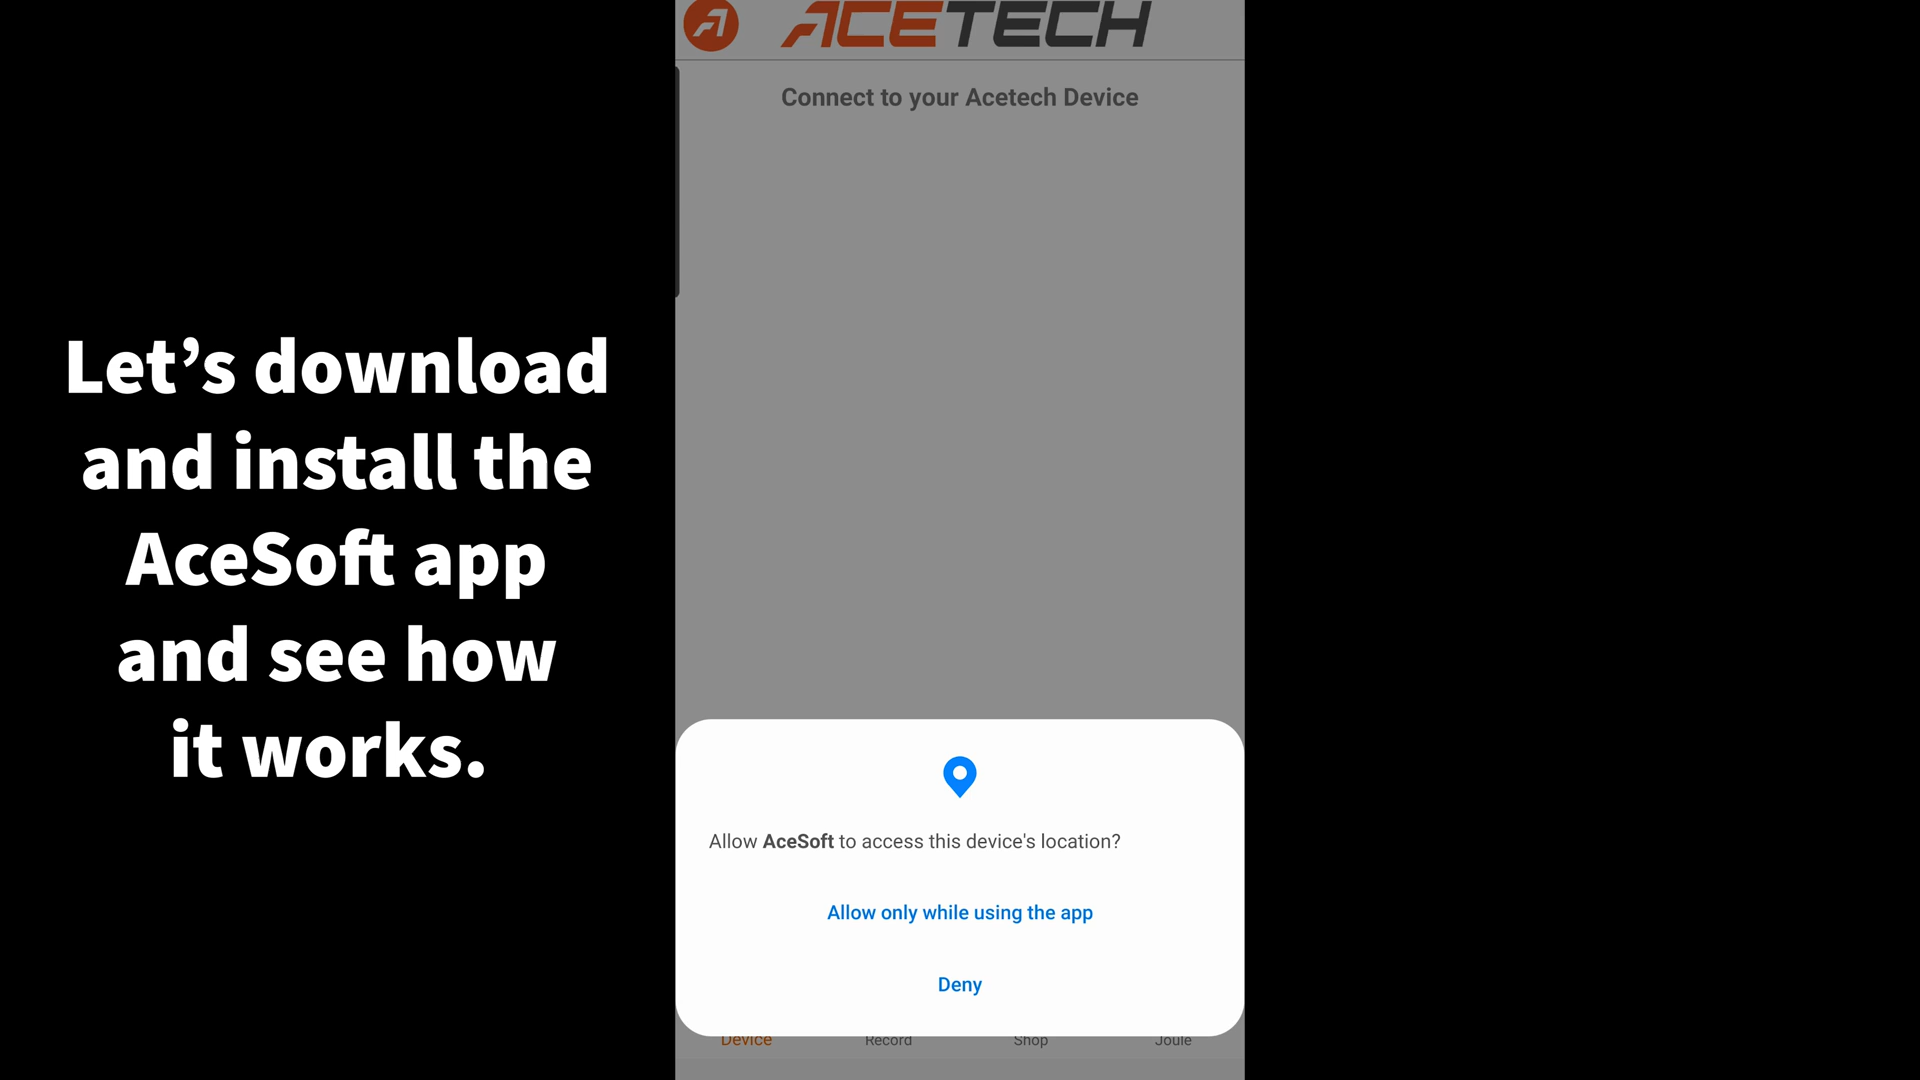 Let’s download
and install the
AceSoft app
and see how
it works.
ACETECH
Connect to your Acetech Device
Allow AceSoft to access this device's location?
Allow only while using the app
Deny
Device
Record
Shop
Joule